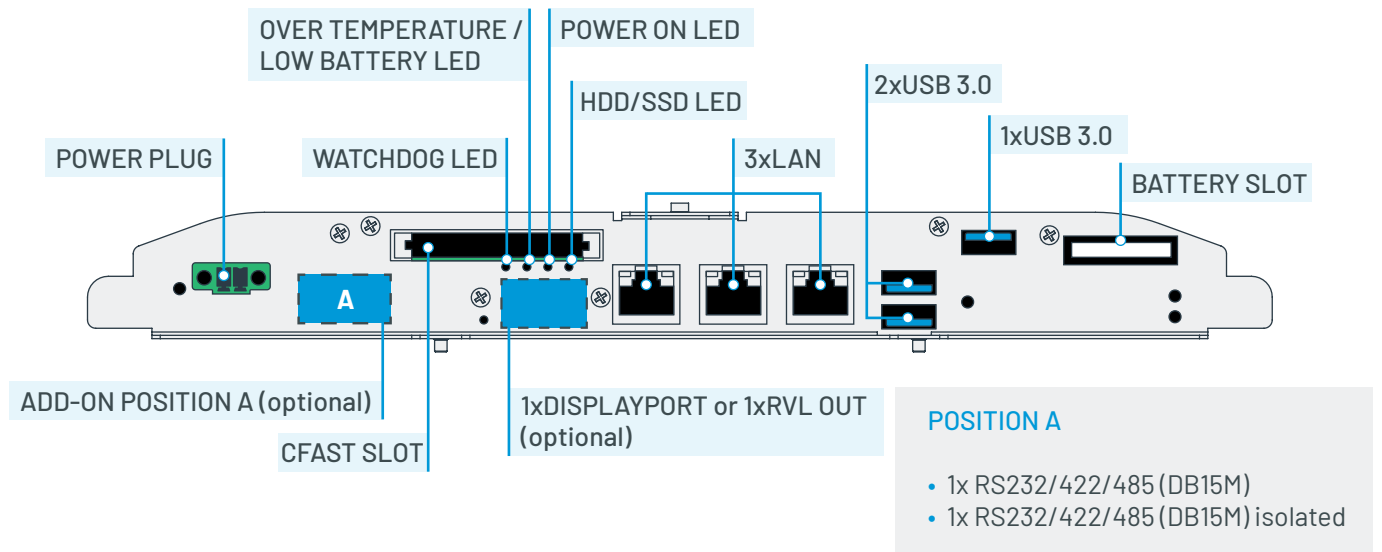 OVER TEMPERATURE /
LOW BATTERY LED
POWER ON LED
HDD/SSD LED
2xUSB 3.0
1xUSB 3.0
POWER PLUG
WATCHDOG LED
3xLAN
BATTERY SLOT
A
ADD-ON POSITION A (optional)
CFAST SLOT
1xDISPLAYPORT or 1xRVL OUT
(optional)
POSITION A
• 1x RS232/422/485 (DB15M)
• 1x RS232/422/485 (DB15M) isolated